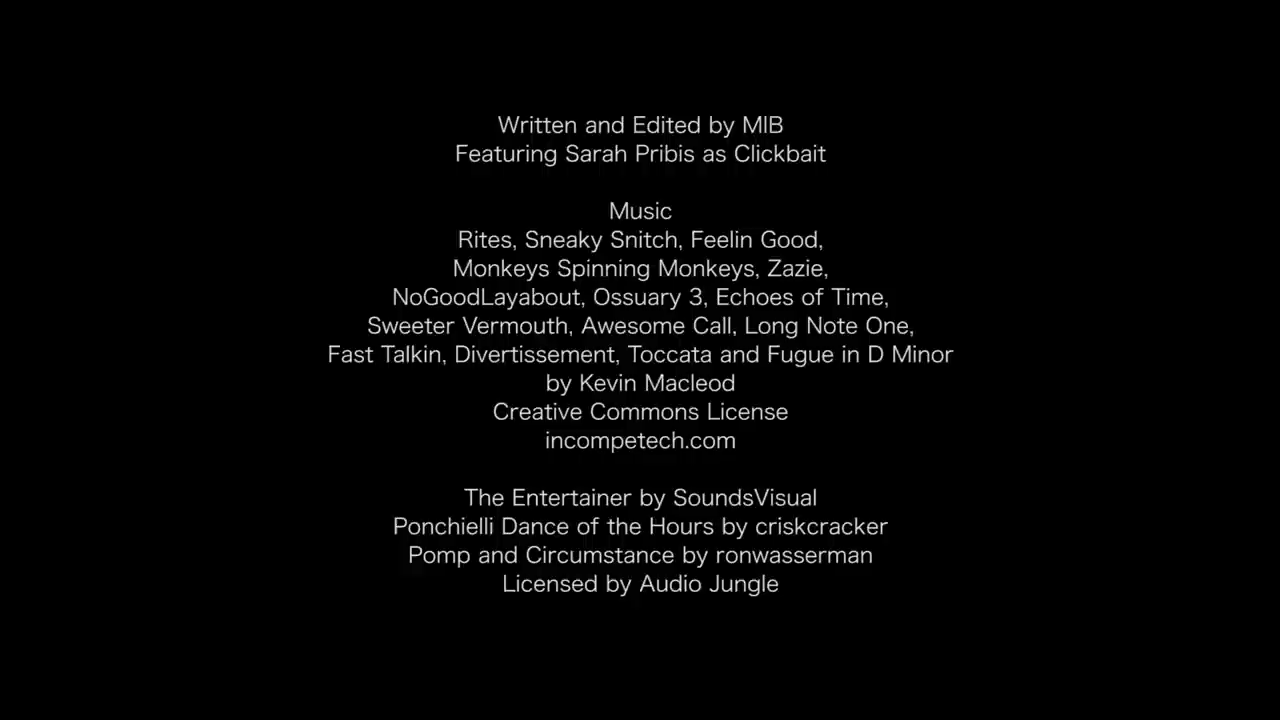 Written and Edited by MIB
Featuring Sarah Pribis as Clickbait
Music
Rites, Sneaky Snitch, Feelin Good,
Monkeys Spinning Monkeys, Zazie,
NoGoodLayabout, Ossuary 3, Echoes of Time,
Sweeter Vermouth, Awesome Call, Long Note One,
Fast Talkin, Divertissement, Toccata and Fugue in D Minor
by Kevin Macleod
Creative Commons License
incompetech.com
The Entertainer by SoundsVisual
Ponchielli Dance of the Hours by criskcracker
Pomp and Circumstance by ronwasserman
Licensed by Audio Jungle